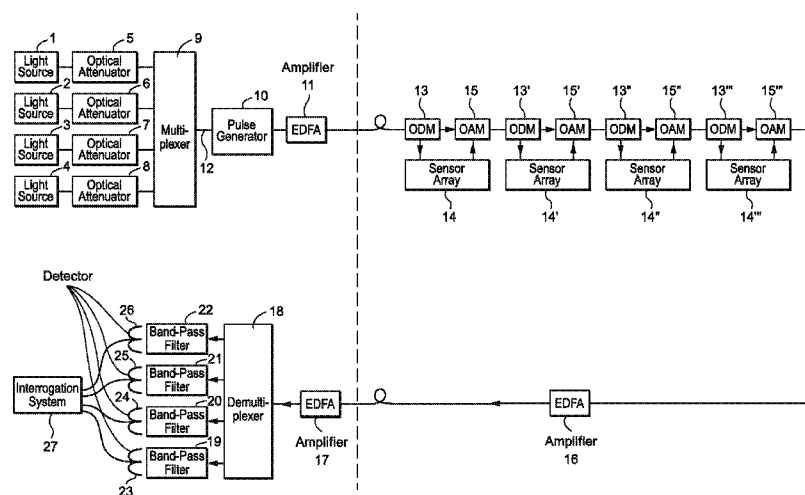 1
5
9
Light Source
Optical Attenuator
2
6
Light Source
Optical Attenuator
3
7
Light Source
Optical Attenuator
4
8
Light Source
Optical Attenuator
Multi-
plexer
12
10
Pulse
Generator
Amplifier
11
EDFA
13
15
13'
15'
13"
15"
13'''
15'''
ODM
OAM
ODM
OAM
ODM
OAM
ODM
OAM
Sensor Array
Sensor Array
Sensor Array
Sensor Array
14
14'
14"
14'''
Detector
26
22
18
Band-Pass Filter
25
21
Band-Pass Filter
24
20
Band-Pass Filter
19
Band-Pass Filter
23
Interrogation
System
27
Demulti-
plexer
EDFA
Amplifier
17
EDFA
Amplifier
16